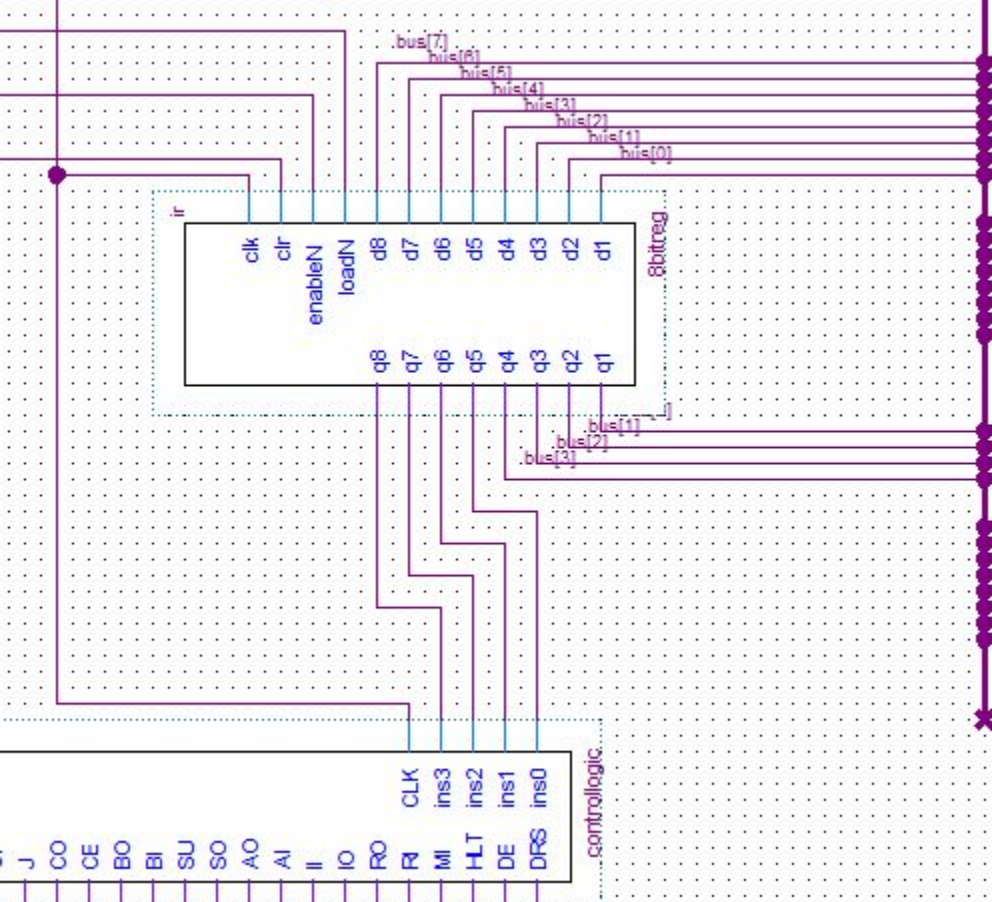 bus[7]
bus[6]
bus[5]
bus[4]
bus[3]
bus[2]
bus[1]
bus[0]
ir
8bitreg
clk
clr
enableN
loadN
d8
d7
d6
d5
d4
d3
d2
d1
q8
q7
q6
q5
q4
q3
q2
q1
bus[1]
bus[2]
bus[3]
CLK
ins3
ins2
ins1
ins0
controllogic
J
CO
CE
BO
BI
SU
SO
AO
AI
II
IO
RO
RI
MI
HLT
DE
DRS